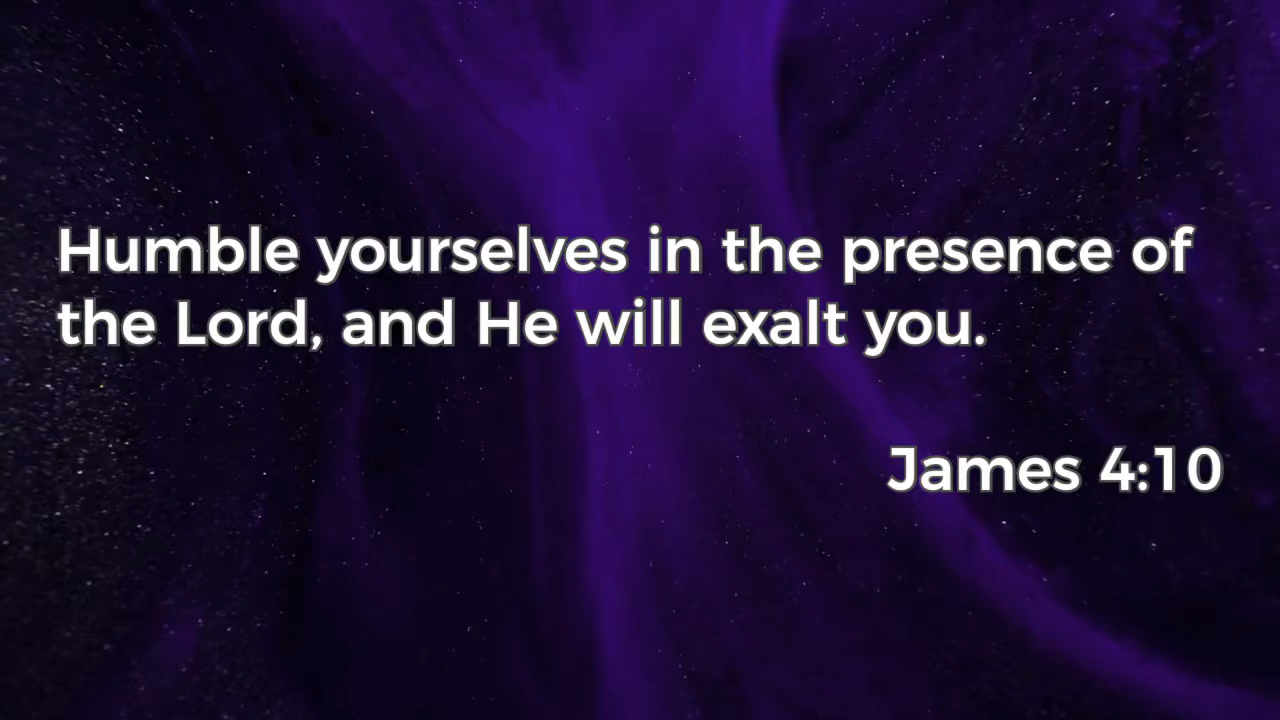 Humble yourselves in the presence of
the Lord, and He will exalt you.
James 4:10